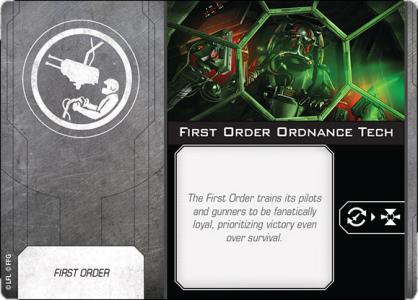 First Order Ordnance Tech
The First Order trains its pilots
and gunners to be fanatically
loyal, prioritizing victory even
over survival.
FIRST ORDER
© LFL © FFG